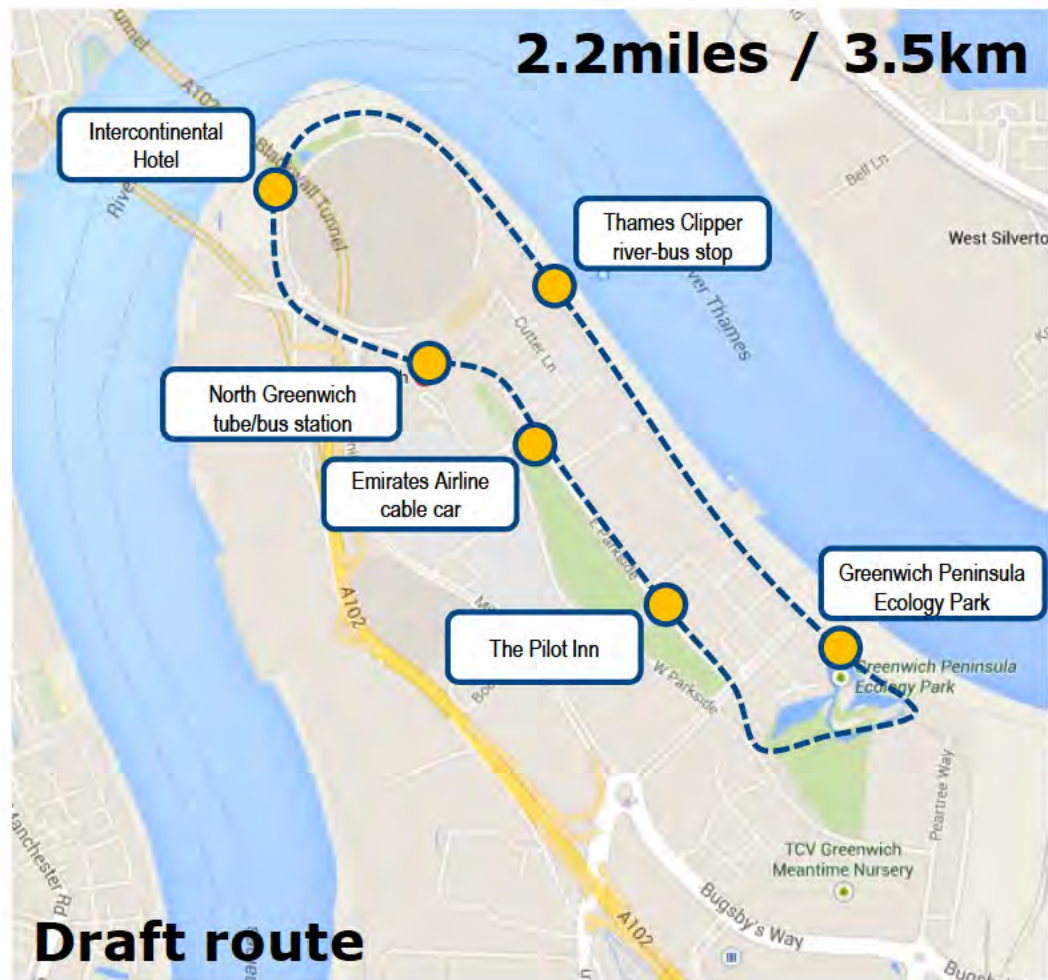 2.2miles / 3.5km
A102
Intercontinental
Hotel
Tunnel
Bell Ln
Thames Clipper
river-bus stop
West Silverto
Thames
Cutter Ln
North Greenwich
tube/bus station
Emirates Airline
cable car
E Parkside
Greenwich Peninsula
Ecology Park
A102
The Pilot Inn
Greenwich Peninsula
Ecology Park
W Parkside
Peartree Way
TCV Greenwich
Meantime Nursery
Manchester Rd
Bugsby's Way
A102
Draft route